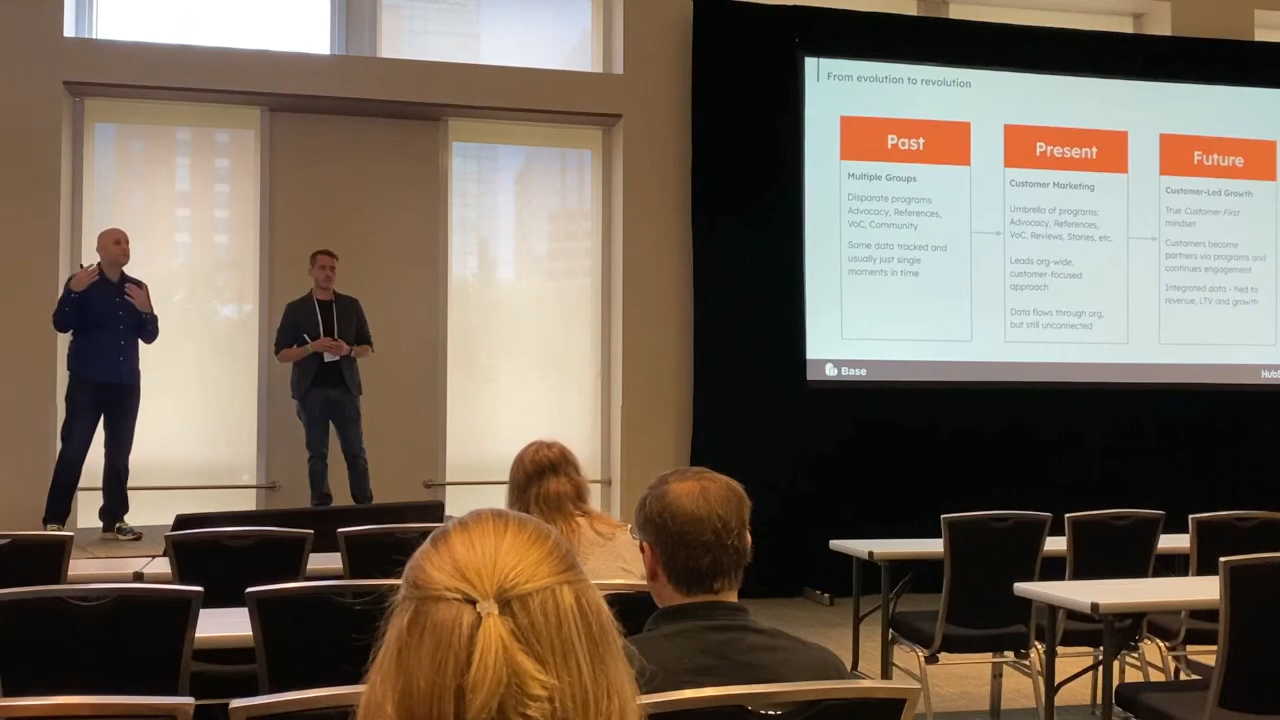 From evolution to revolution
Past
Multiple Groups
Disparate programs
Advocacy, References,
VoC, Community
Some data tracked and
usually just single
moments in time
Present
Customer Marketing
Umbrella of programs:
Advocacy, References,
VoC, Reviews, Stories, etc.
Leads org-wide,
customer-focused
approach
Data flows through org,
but still unconnected
Future
Customer-Led Growth
True Customer First
mindset
Customers become
partners via programs and
continues engagement
Integrated data - tied to
revenue, LTV and growth
Base
HubS